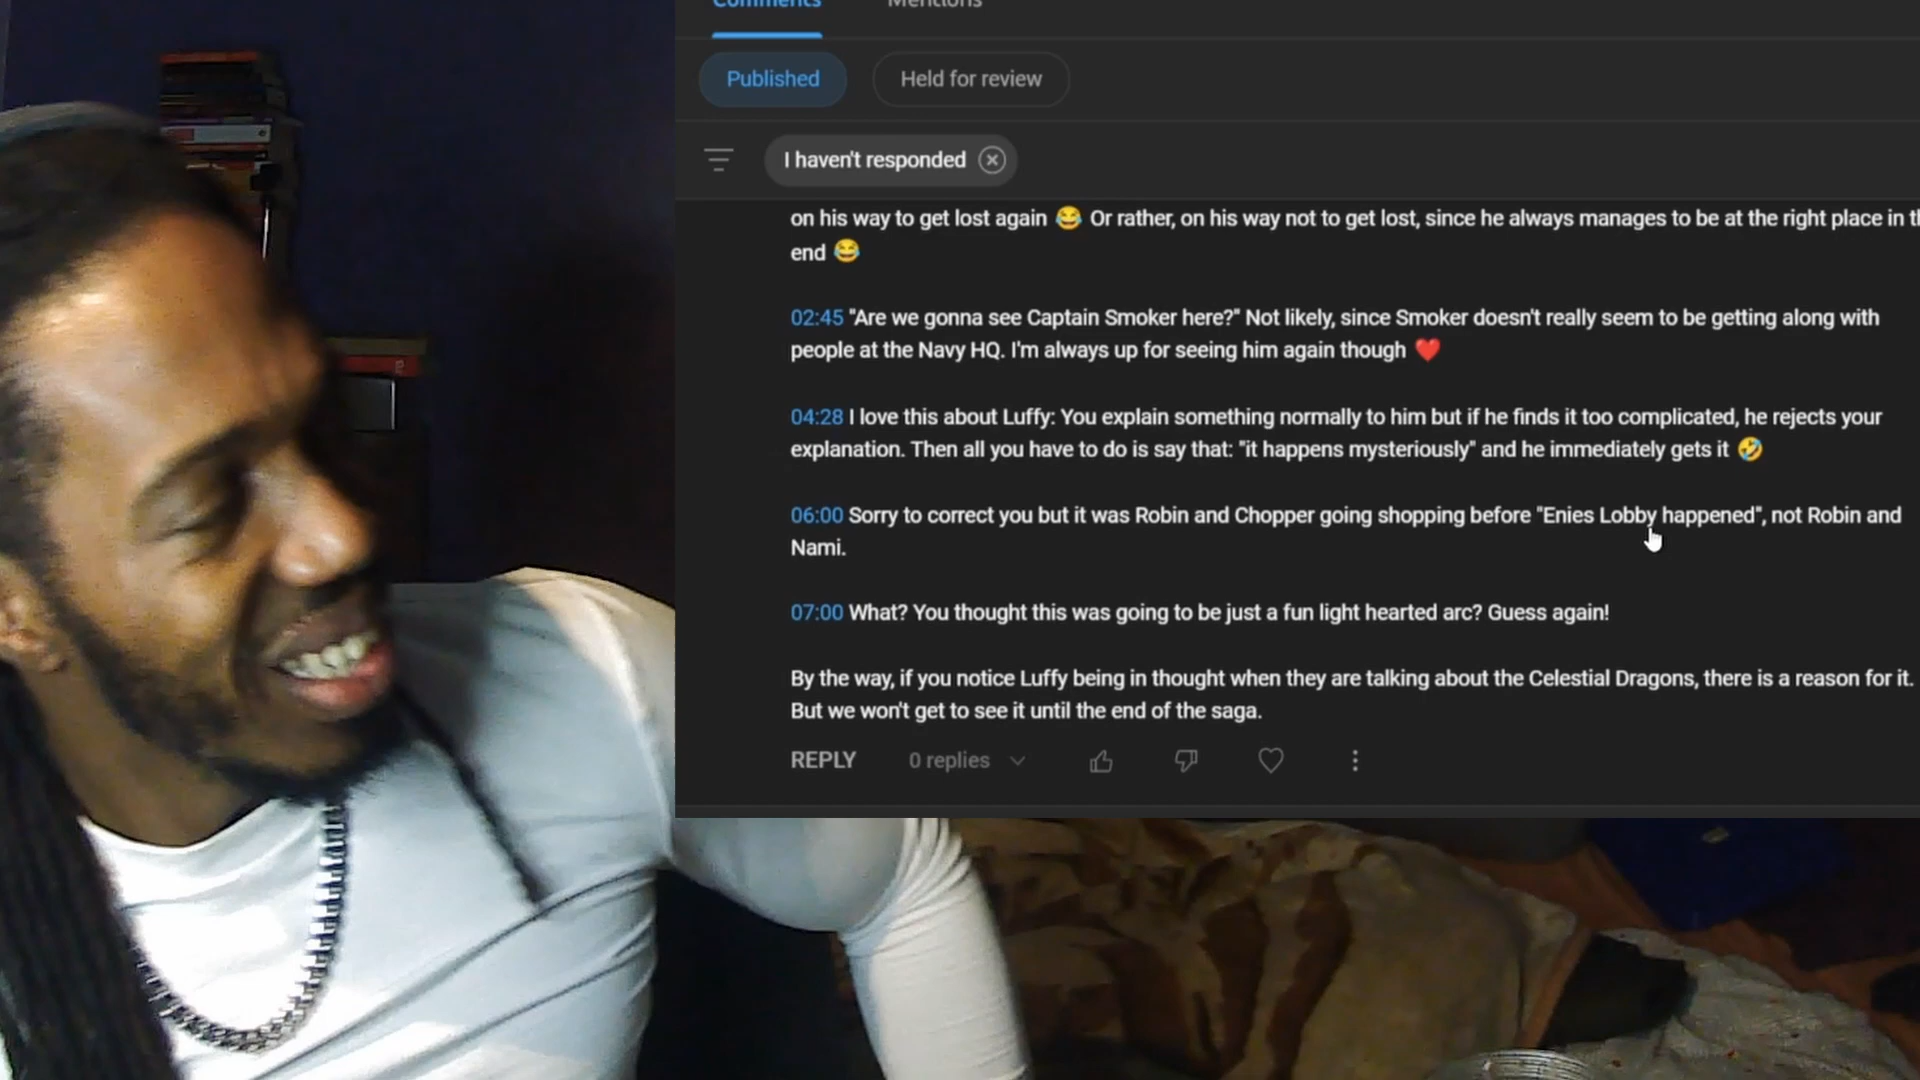 Comments Mentions
Published Held for review
I haven't responded
on his way to get lost again 😂 Or rather, on his way not to get lost, since he always manages to be at the right place in th
end 😂
02:45 "Are we gonna see Captain Smoker here?" Not likely, since Smoker doesn't really seem to be getting along with
people at the Navy HQ. I'm always up for seeing him again though ❤️
04:28 I love this about Luffy: You explain something normally to him but if he finds it too complicated, he rejects your
explanation. Then all you have to do is say that: "it happens mysteriously" and he immediately gets it 🤣
06:00 Sorry to correct you but it was Robin and Chopper going shopping before "Enies Lobby happened", not Robin and
Nami.
07:00 What? You thought this was going to be just a fun light hearted arc? Guess again!
By the way, if you notice Luffy being in thought when they are talking about the Celestial Dragons, there is a reason for it.
But we won't get to see it until the end of the saga.
REPLY 0 replies